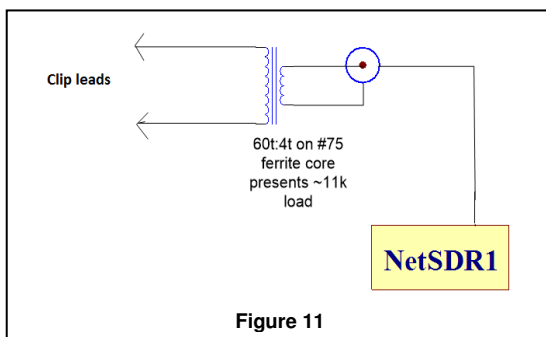 Clip leads
60t:4t on #75
ferrite core
presents ~11k
load
NetSDR1
Figure 11